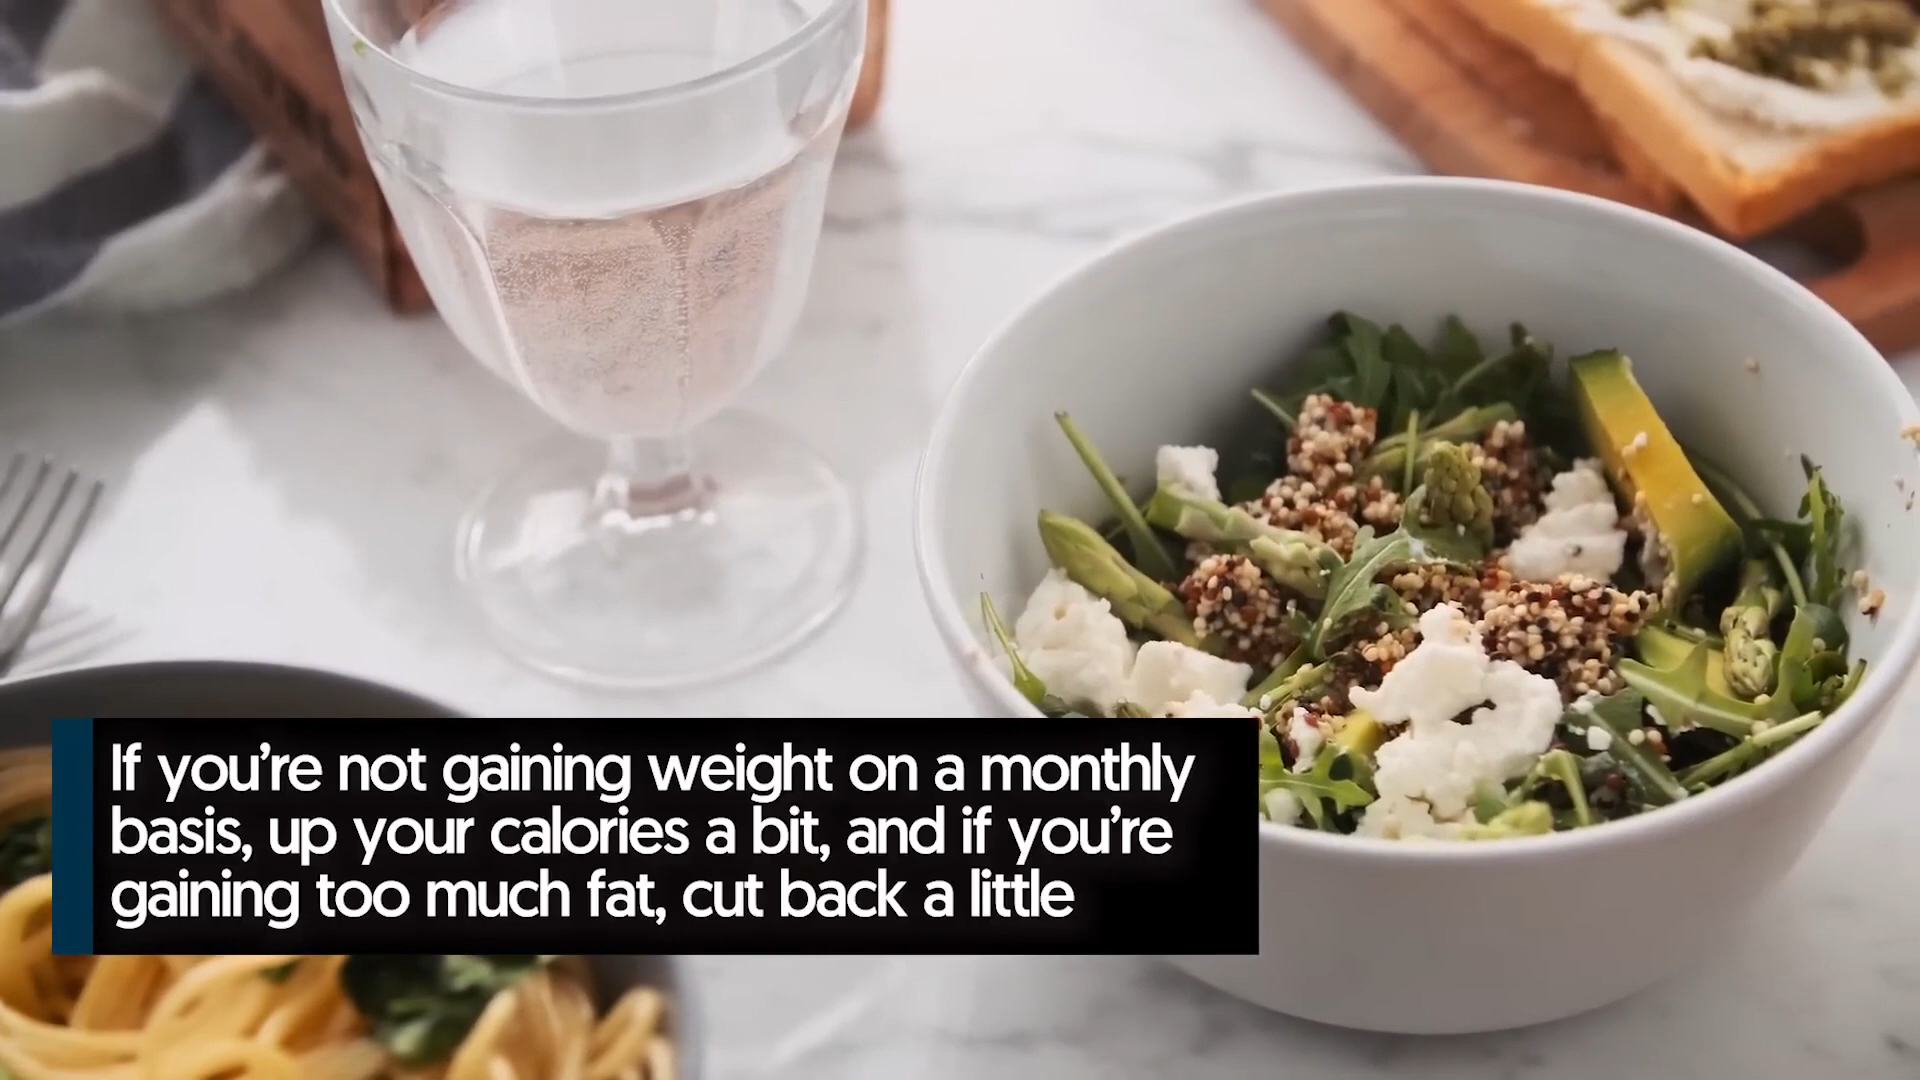 If you’re not gaining weight on a monthly
basis, up your calories a bit, and if you’re
gaining too much fat, cut back a little